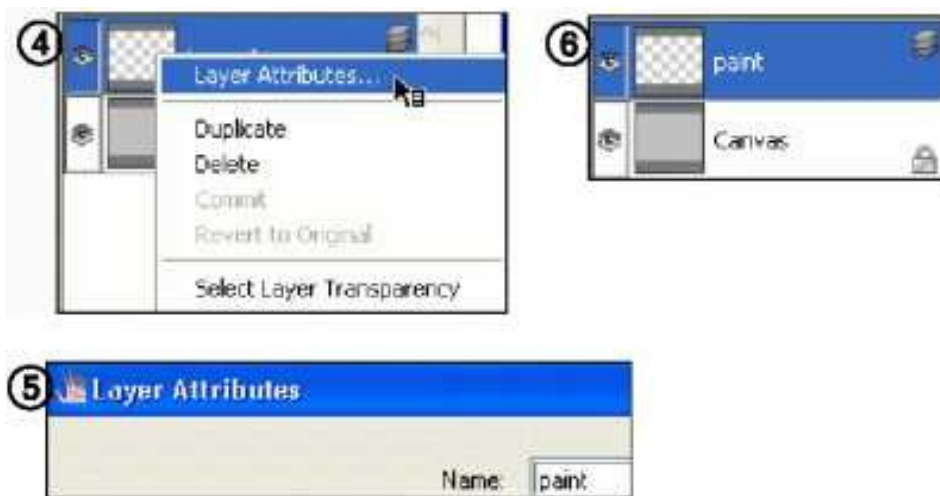 4
Layer Attributes...
Duplicate
Delete
Commit
Revert to Original
Select Layer Transparency
6
paint
Canvas
5
Layer Attributes
Name: paint